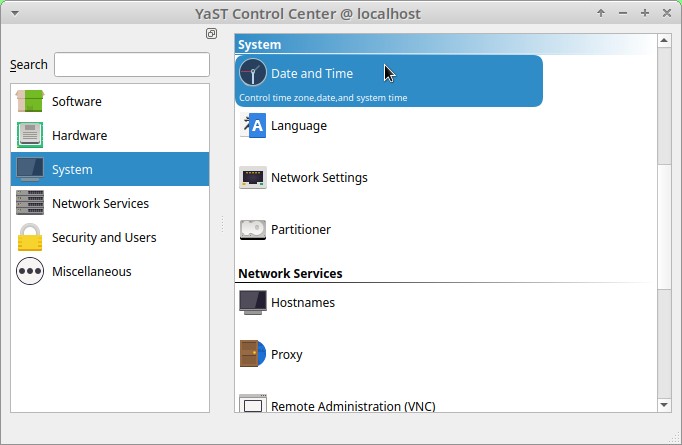 YaST Control Center @ localhost
Search
Software
Hardware
System
Network Services
Security and Users
Miscellaneous
System
Date and Time
Control time zone,date,and system time
Language
Network Settings
Partitioner
Network Services
Hostnames
Proxy
Remote Administration (VNC)